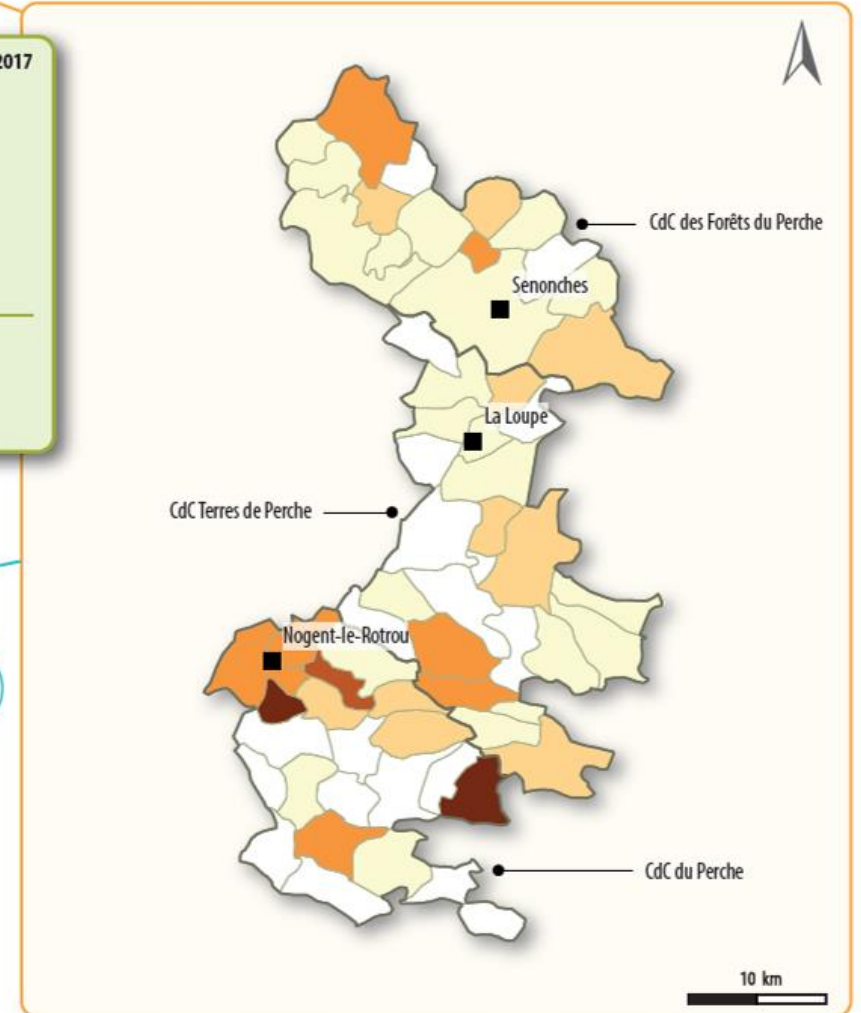 2017
CdC des Forêts du Perche
Senonches
La Loupe
CdC Terres de Perche
Nogent-le-Rotrou
CdC du Perche
10 km